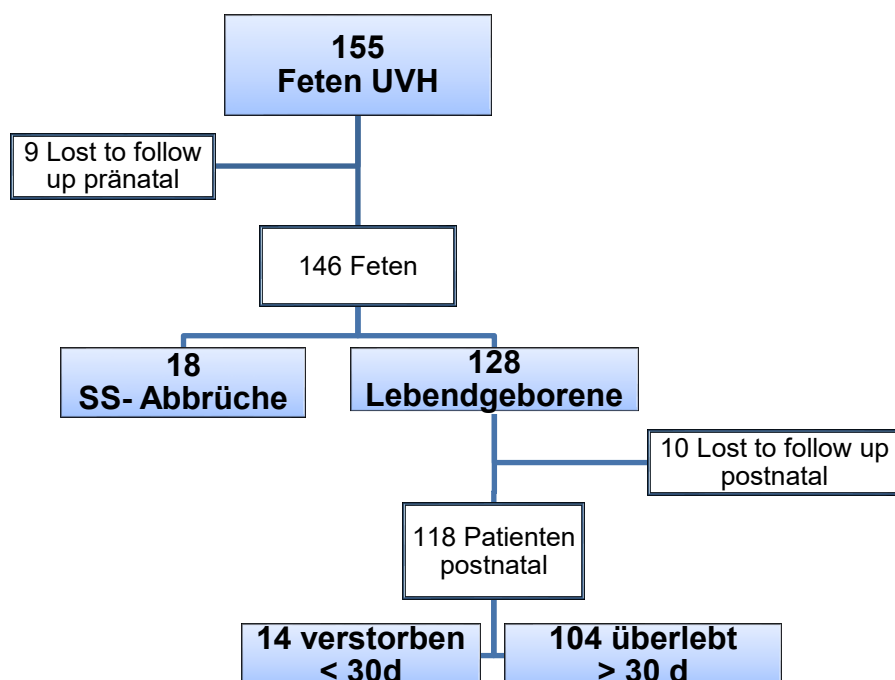 155
Feten UVH
9 Lost to follow
up pränatal
146 Feten
18
SS- Abbrüche
128
Lebendgeborene
10 Lost to follow up
postnatal
118 Patienten
postnatal
14 verstorben
< 30d
104 überlebt
> 30 d